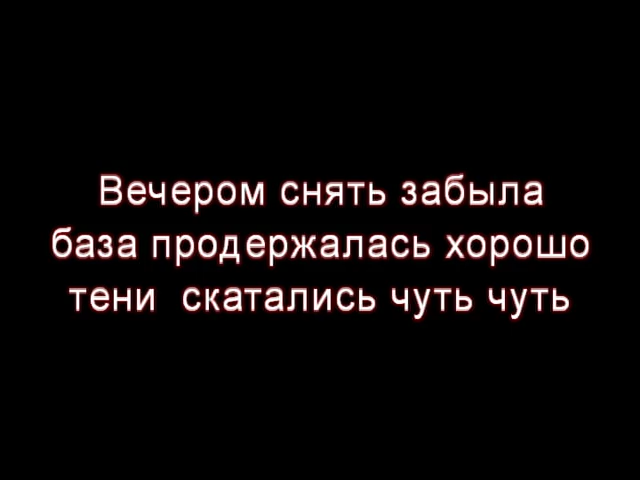 Вечером снять забыла
база продержалась хорошо
тени скатались чуть чуть